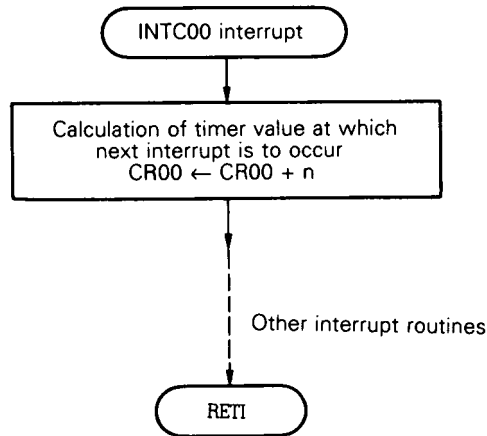 INTC00 interrupt
Calculation of timer value at which
next interrupt is to occur
CR00 ← CR00 + n
Other interrupt routines
RETI